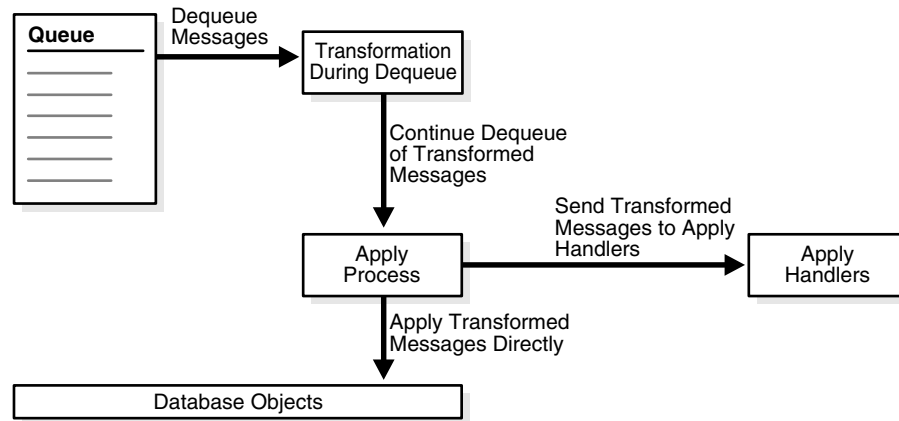 Queue
Dequeue
Messages
Transformation
During Dequeue
Continue Dequeue
of Transformed
Messages
Send Transformed
Messages to Apply
Handlers
Apply
Process
Apply
Handlers
Apply Transformed
Messages Directly
Database Objects